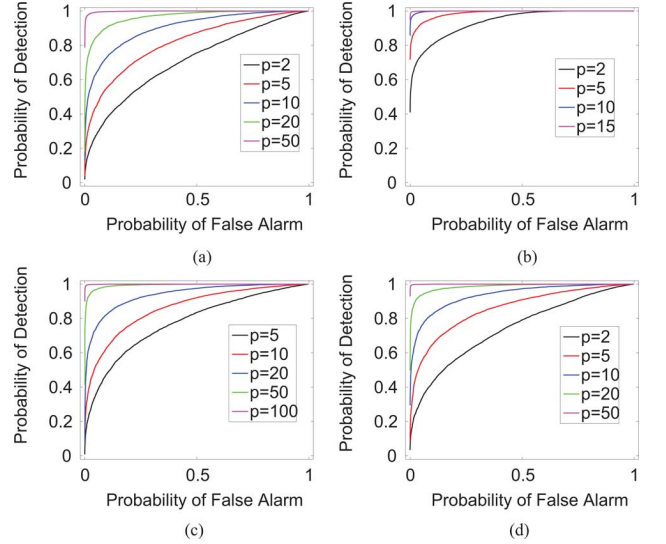 1
0.8
0.6
0.4
0.2
0
0 0.5 1
Probability of Detection
Probability of False Alarm
p=2
p=5
p=10
p=20
p=50
(a)
1
0.8
0.6
0.4
0.2
0
0 0.5 1
Probability of Detection
Probability of False Alarm
p=2
p=5
p=10
p=15
(b)
1
0.8
0.6
0.4
0.2
0
0 0.5 1
Probability of Detection
Probability of False Alarm
p=5
p=10
p=20
p=50
p=100
(c)
1
0.8
0.6
0.4
0.2
0
0 0.5 1
Probability of Detection
Probability of False Alarm
p=2
p=5
p=10
p=20
p=50
(d)